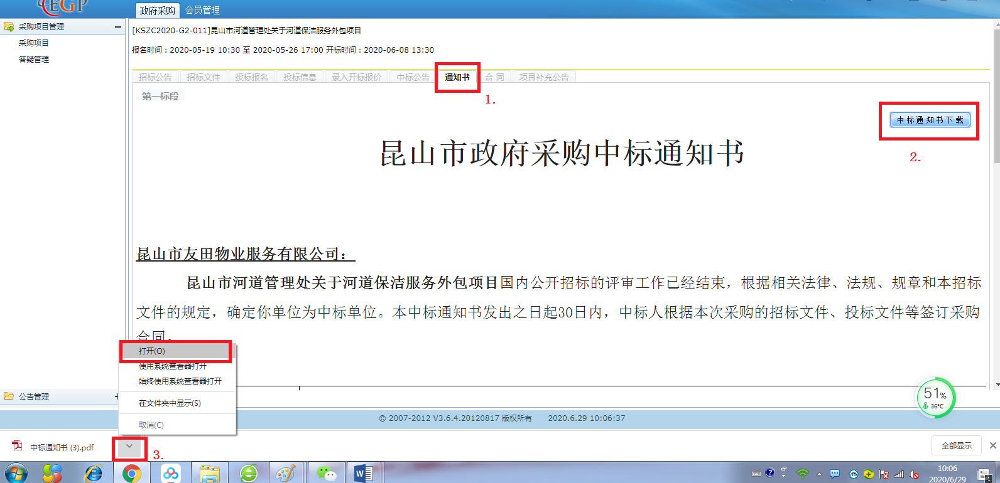 CEGP
政府采购 会员管理
采购项目管理
采购项目
答疑管理
[KSZC2020-G2-011]昆山市河道管理处关于河道保洁服务外包项目
报名时间：2020-05-19 10:30 至 2020-05-26 17:00 开标时间：2020-06-08 13:30
招标公告 招标文件 投标报名 投标信息 录入开标报价 中标公告 通知书 合 同 项目补充公告
1.
第一标段
中标通知书下载
2.
昆山市政府采购中标通知书
昆山市友田物业服务有限公司：
昆山市河道管理处关于河道保洁服务外包项目国内公开招标的评审工作已经结束，根据相关法律、法规、规章和本招标
文件的规定，确定你单位为中标单位。本中标通知书发出之日起30日内，中标人根据本次采购的招标文件、投标文件等签订采购
合同。
打开(O)
使用系统查看器打开
始终使用系统查看器打开
在文件夹中显示(S)
取消(C)
公告管理
51%
36°C
© 2007-2012 V3.6.4.20120817 版权所有 2020.6.29 10:06:37
中标通知书 (3).pdf
3.
全部显示
10:06
2020/6/29
1